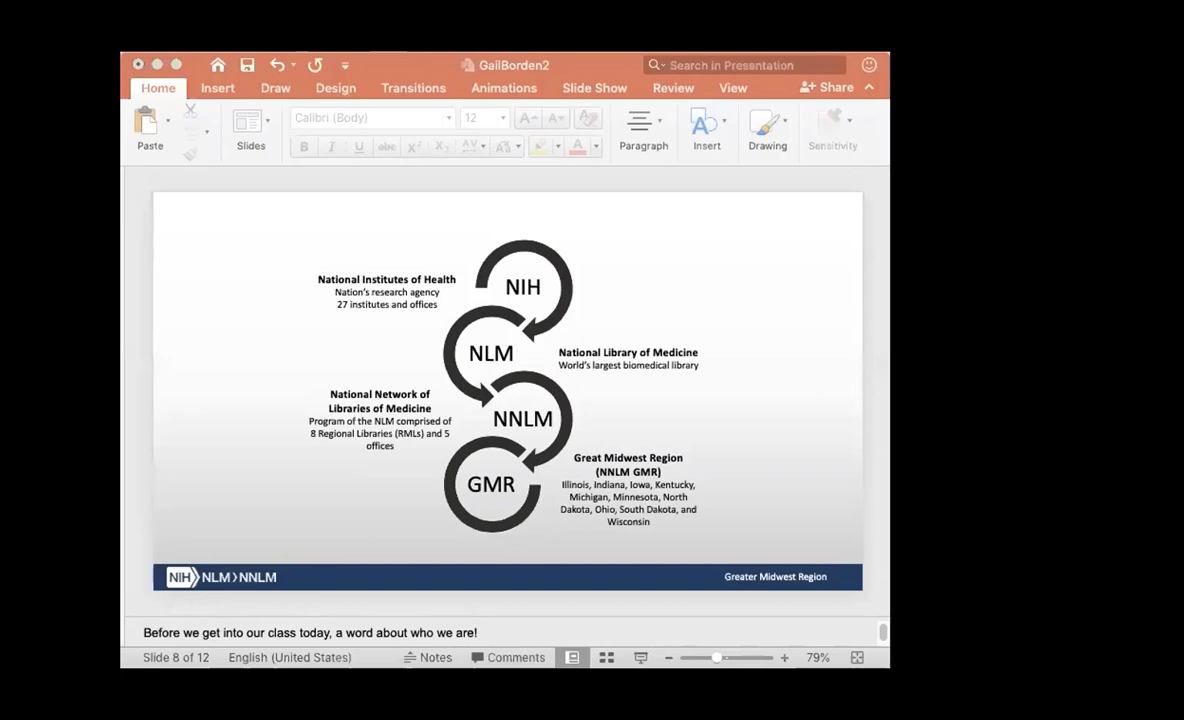 GailBorden2
Search in Presentation
Home Insert Draw Design Transitions Animations Slide Show Review View Share
Calibri (Body) 12
Paste Slides Paragraph Insert Drawing Sensitivity
NIH
National Institutes of Health
Nation's research agency
27 institutes and offices
NLM
National Library of Medicine
World's largest biomedical library
National Network of
Libraries of Medicine
Program of the NLM comprised of
8 Regional Libraries (RMLs) and 5
offices
NNLM
GMR
Great Midwest Region
(NNLM GMR)
Illinois, Indiana, Iowa, Kentucky,
Michigan, Minnesota, North
Dakota, Ohio, South Dakota, and
Wisconsin
NIH NLM NNLM
Greater Midwest Region
Before we get into our class today, a word about who we are!
Slide 8 of 12 English (United States) Notes Comments 79%